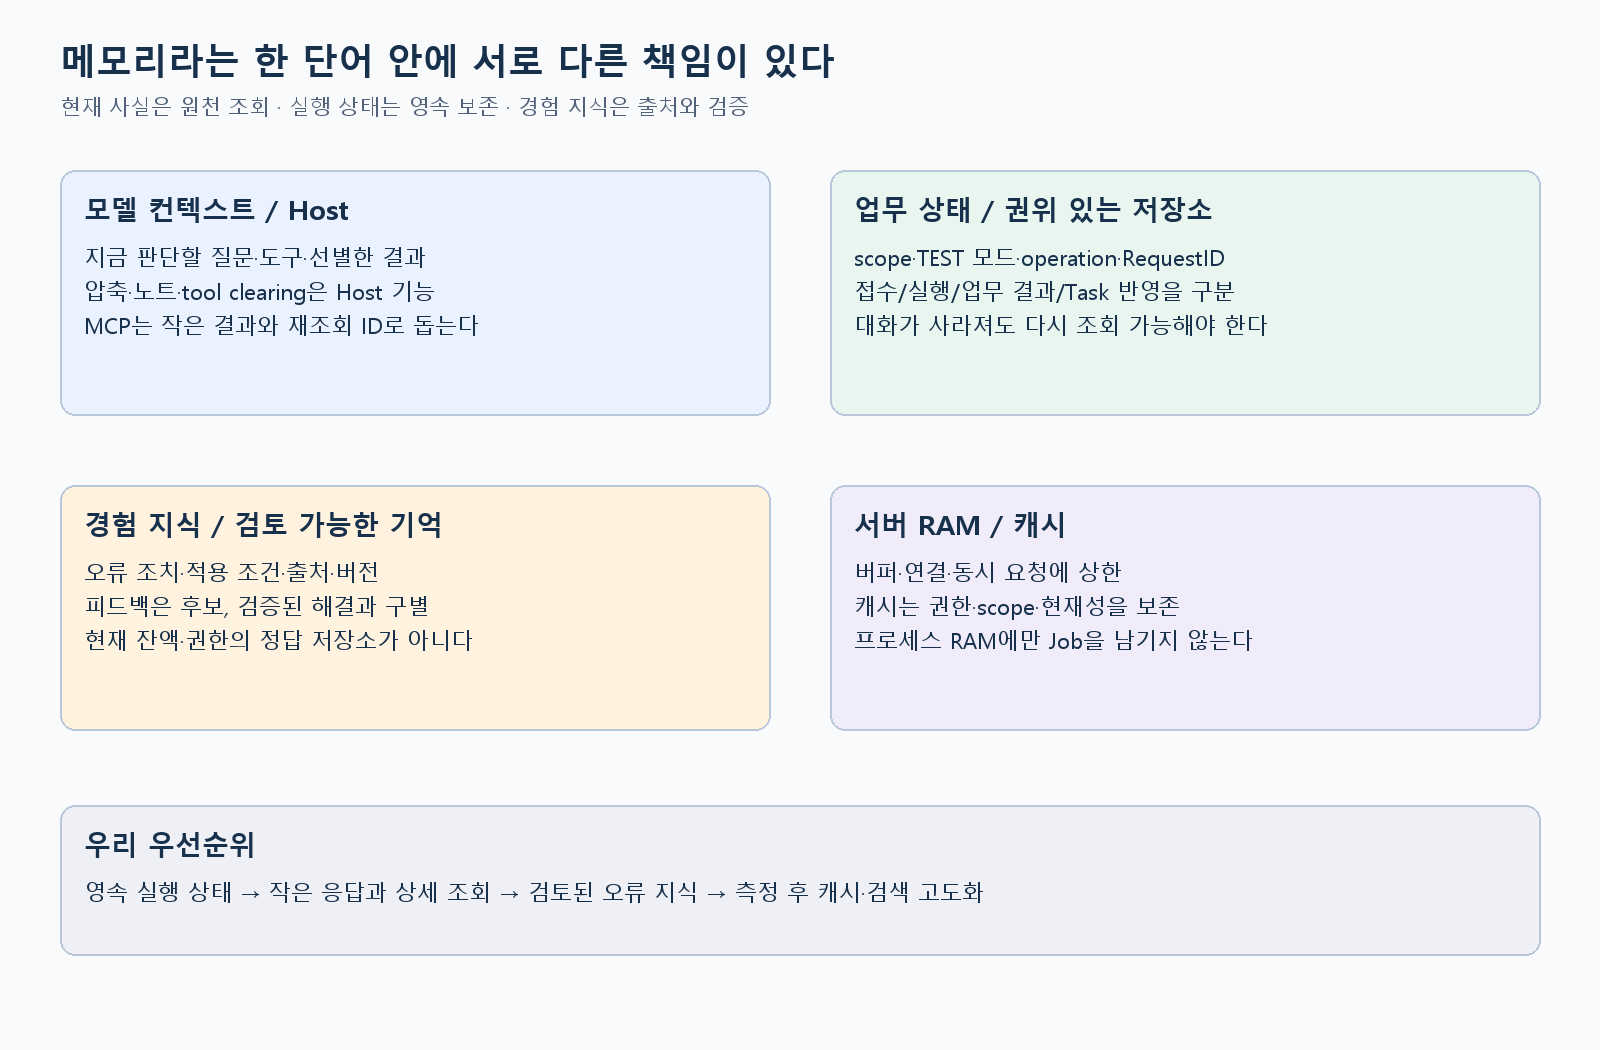 메모리라는 한 단어 안에 서로 다른 책임이 있다
현재 사실은 원천 조회 · 실행 상태는 영속 보존 · 경험 지식은 출처와 검증
모델 컨텍스트 / Host
지금 판단할 질문·도구·선별한 결과
압축·노트·tool clearing은 Host 기능
MCP는 작은 결과와 재조회 ID로 돕는다
업무 상태 / 권위 있는 저장소
scope·TEST 모드·operation·RequestID
접수/실행/업무 결과/Task 반영을 구분
대화가 사라져도 다시 조회 가능해야 한다
경험 지식 / 검토 가능한 기억
오류 조치·적용 조건·출처·버전
피드백은 후보, 검증된 해결과 구별
현재 잔액·권한의 정답 저장소가 아니다
서버 RAM / 캐시
버퍼·연결·동시 요청에 상한
캐시는 권한·scope·현재성을 보존
프로세스 RAM에만 Job을 남기지 않는다
우리 우선순위
영속 실행 상태 → 작은 응답과 상세 조회 → 검토된 오류 지식 → 측정 후 캐시·검색 고도화